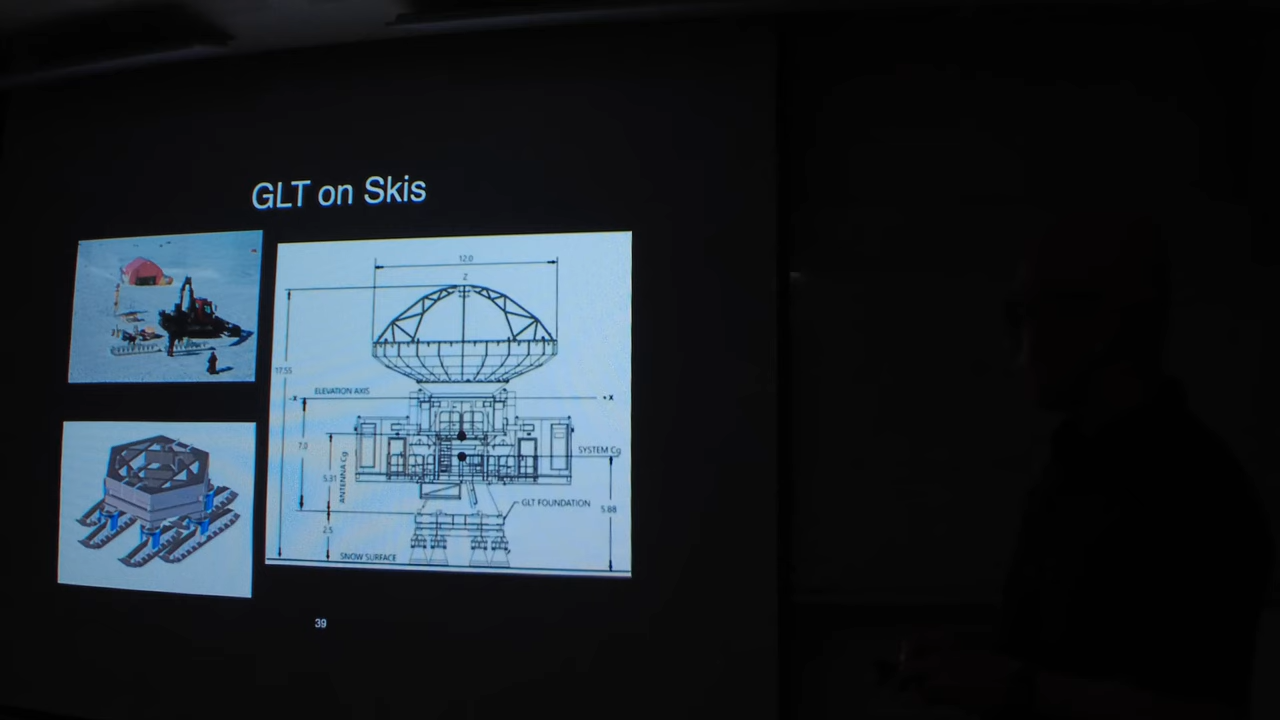 GLT on Skis
12.0
Z
17.55
ELEVATION AXIS
X
X
7.0
SYSTEM Cg
5.31
ANTENNA Cg
GLT FOUNDATION
5.88
2.5
SNOW SURFACE
39